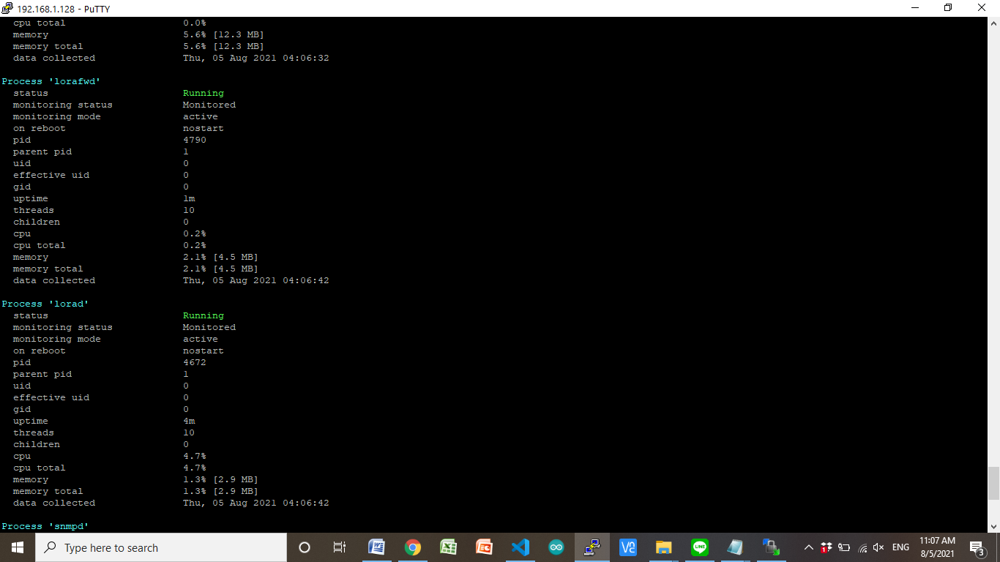 192.168.1.128 - PuTTY
cpu total 0.0%
memory 5.6% [12.3 MB]
memory total 5.6% [12.3 MB]
data collected Thu, 05 Aug 2021 04:06:32
Process 'lorafwd'
status Running
monitoring status Monitored
monitoring mode active
on reboot nostart
pid 4790
parent pid 1
uid 0
effective uid 0
gid 0
uptime 1m
threads 10
children 0
cpu 0.2%
cpu total 0.2%
memory 2.1% [4.5 MB]
memory total 2.1% [4.5 MB]
data collected Thu, 05 Aug 2021 04:06:42
Process 'lorad'
status Running
monitoring status Monitored
monitoring mode active
on reboot nostart
pid 4672
parent pid 1
uid 0
effective uid 0
gid 0
uptime 4m
threads 10
children 0
cpu 4.7%
cpu total 4.7%
memory 1.3% [2.9 MB]
memory total 1.3% [2.9 MB]
data collected Thu, 05 Aug 2021 04:06:42
Process 'snmpd'
Type here to search
LINE
1
ENG
11:07 AM
8/5/2021
3